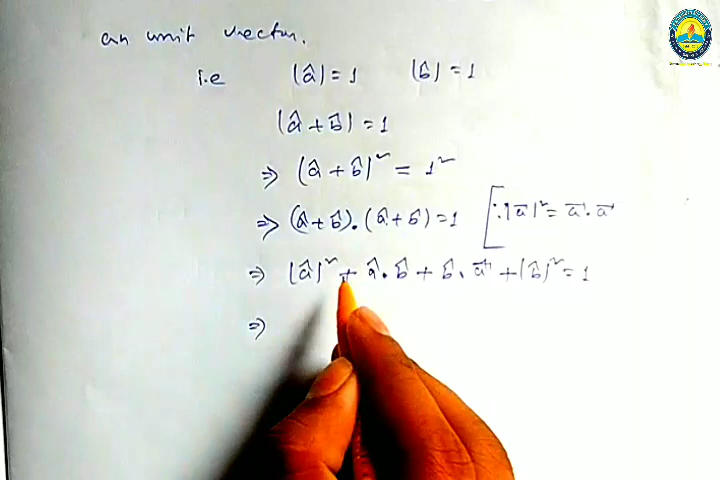 an unit vector.
i.e |â| = 1 |b̂| = 1
|â + b̂| = 1
⇒ |â + b̂|² = 1²
⇒ (â + b̂) · (â + b̂) = 1 [∵ |a⃗|² = a⃗ · a⃗
⇒ |â|² + â · b̂ + b̂ · a⃗ + |b̂|² = 1
⇒